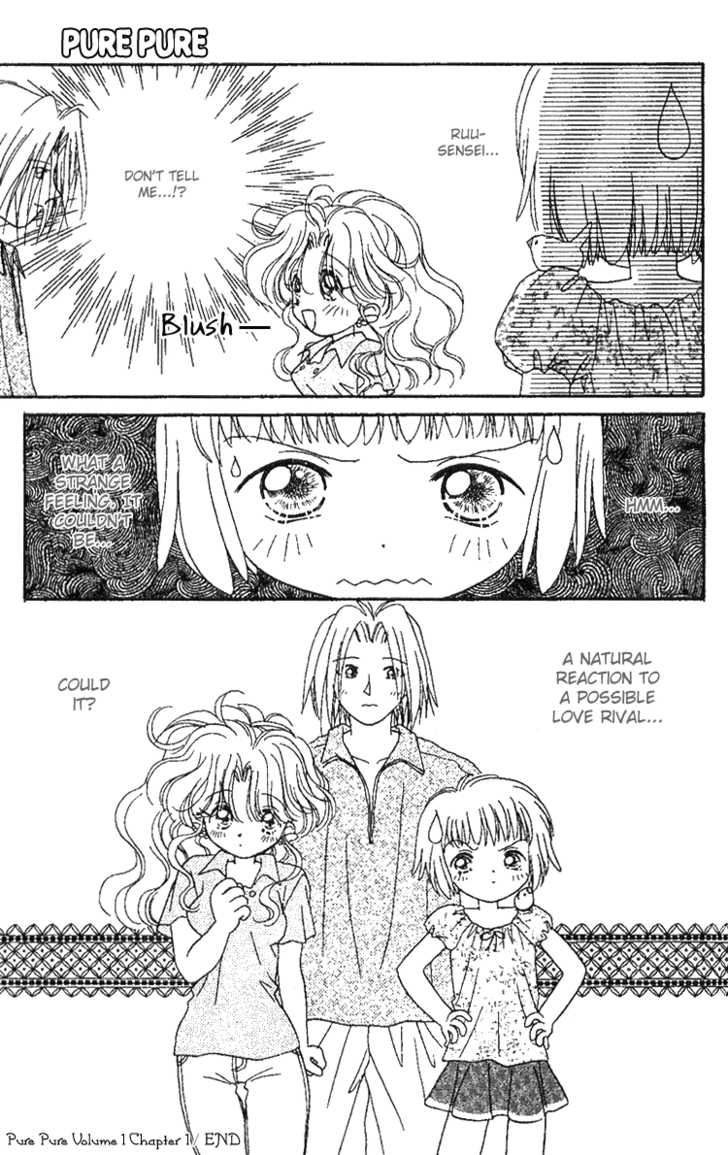 PURE PURE
RUU-
SENSEI...
DON'T TELL
ME...!?
Blush
HMM...
WHAT A
STRANGE
FEELING. IT
COULDN'T
BE...
A NATURAL
REACTION TO
A POSSIBLE
LOVE RIVAL...
COULD
IT?
Pure Pure Volume 1 Chapter 1 / END